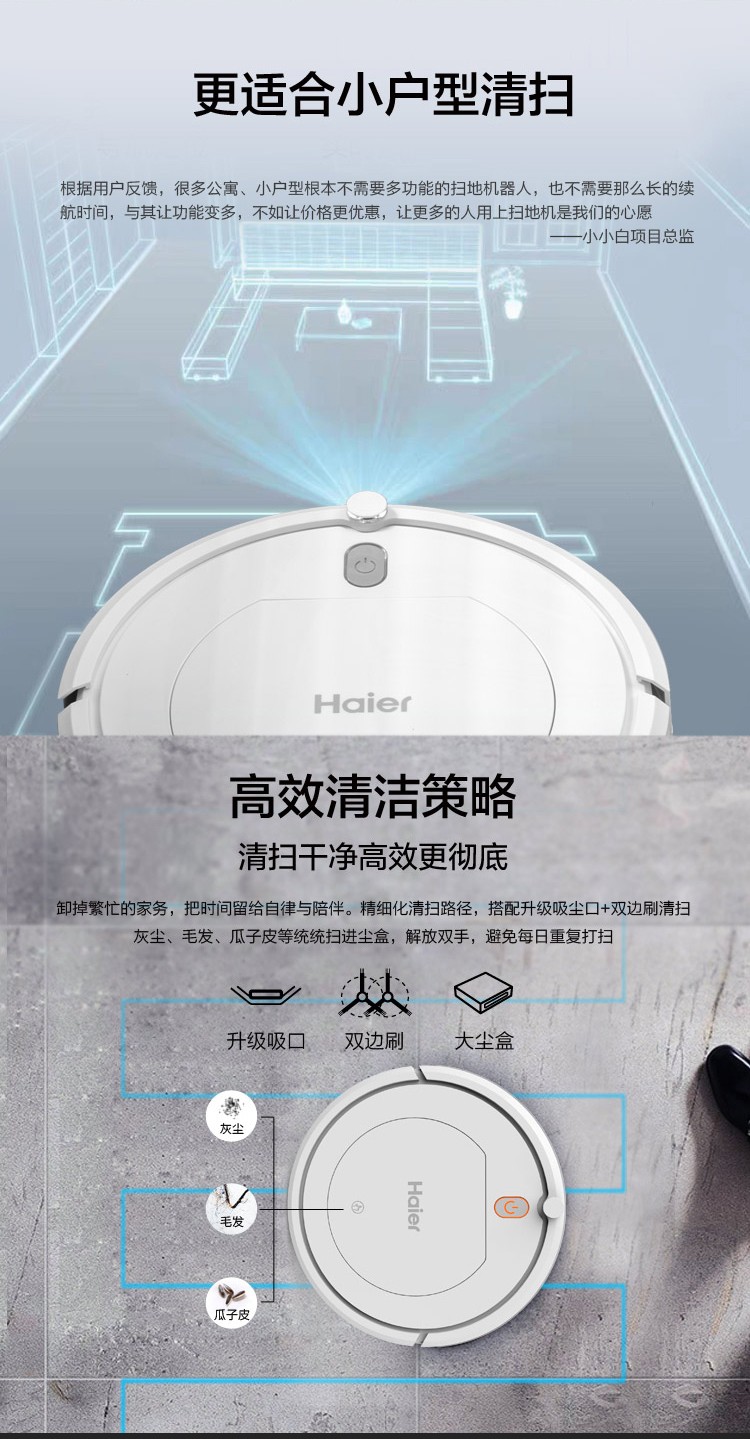 更适合小户型清扫
根据用户反馈，很多公寓、小户型根本不需要多功能的扫地机器人，也不需要那么长的续
航时间，与其让功能变多，不如让价格更优惠，让更多的人用上扫地机是我们的心愿
——小小白项目总监
Haier
高效清洁策略
清扫干净高效更彻底
卸掉繁忙的家务，把时间留给自律与陪伴。精细化清扫路径，搭配升级吸尘口+双边刷清扫
灰尘、毛发、瓜子皮等统统扫进尘盒，解放双手，避免每日重复打扫
升级吸口 双边刷 大尘盒
灰尘
毛发
Haier
瓜子皮